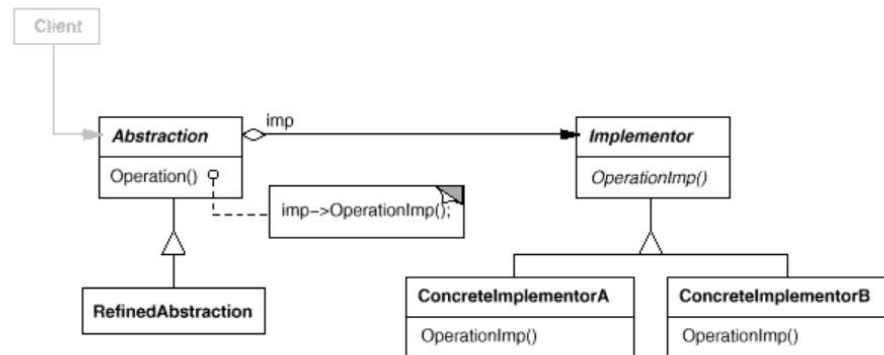 Client
Abstraction
imp
Implementor
Operation()
OperationImp()
imp->OperationImp();
RefinedAbstraction
ConcreteImplementorA
OperationImp()
ConcreteImplementorB
OperationImp()